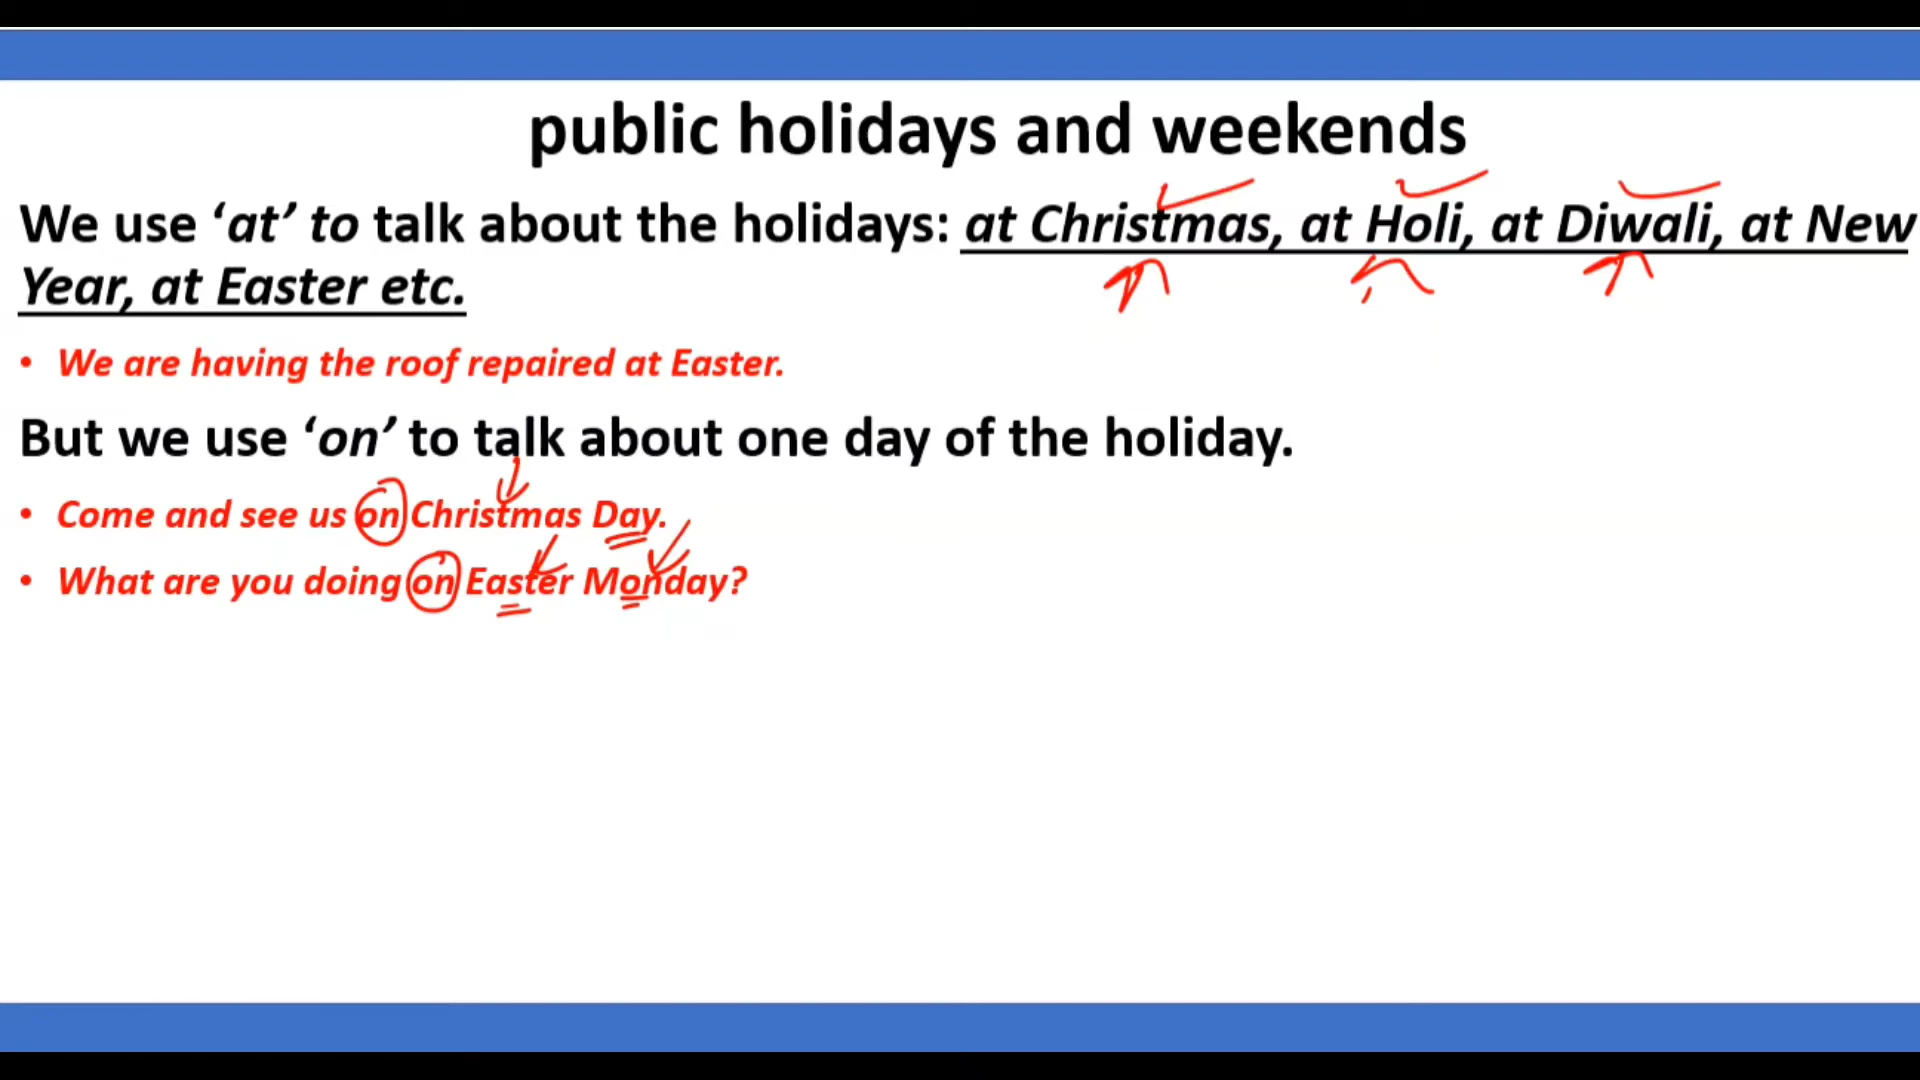 public holidays and weekends
We use ‘at’ to talk about the holidays: at Christmas, at Holi, at Diwali, at New
Year, at Easter etc.
• We are having the roof repaired at Easter.
But we use ‘on’ to talk about one day of the holiday.
• Come and see us on Christmas Day.
• What are you doing on Easter Monday?